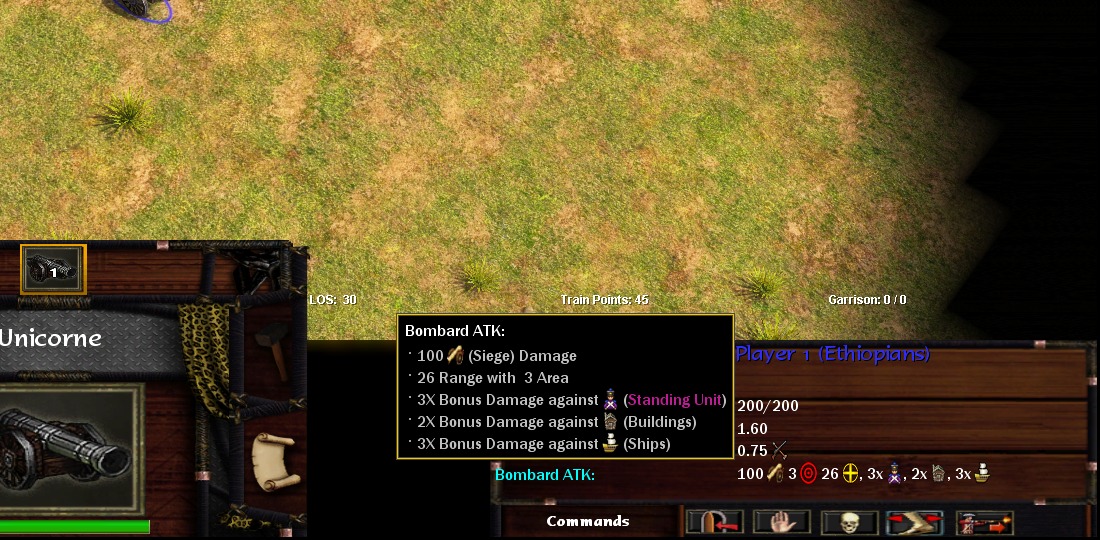 1
LOS: 30
Train Points: 45
Garrison: 0 / 0
Unicorne
Bombard ATK:
· 100 (Siege) Damage
· 26 Range with 3 Area
· 3X Bonus Damage against (Standing Unit)
· 2X Bonus Damage against (Buildings)
· 3X Bonus Damage against (Ships)
Player 1 (Ethiopians)
200/200
1.60
0.75
Bombard ATK:
100 3 26 , 3x , 2x , 3x
Commands